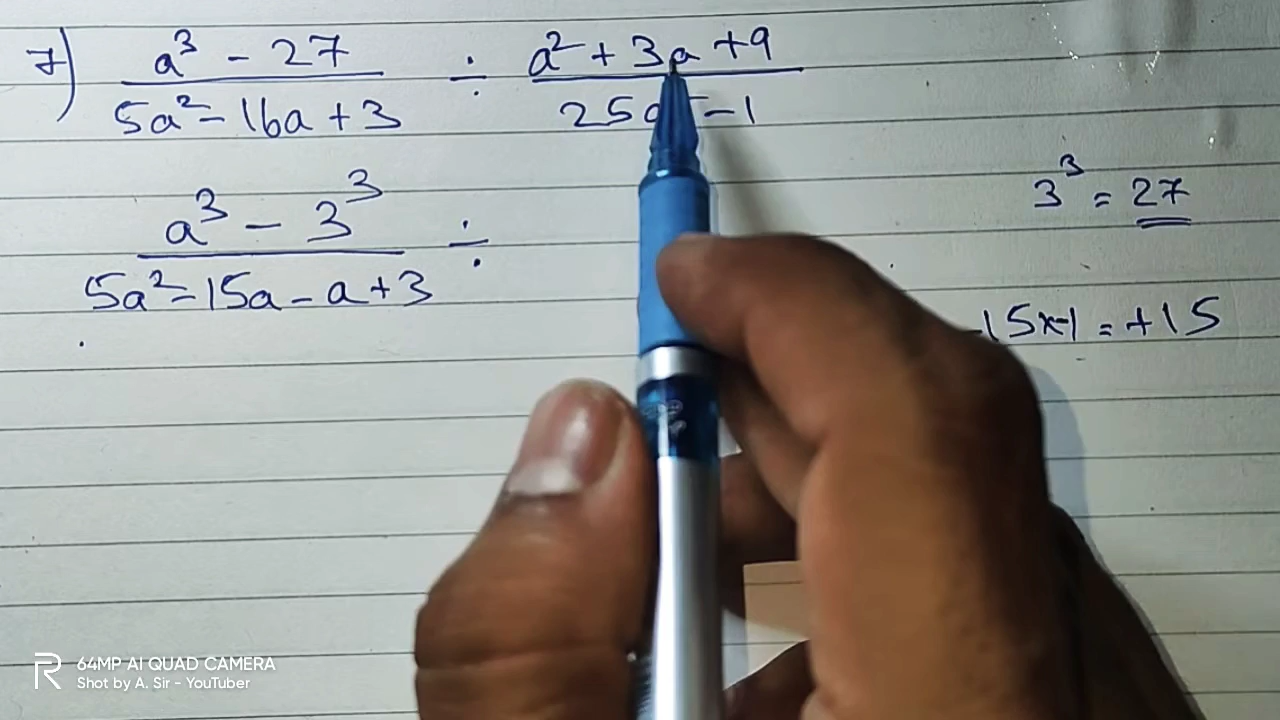 7) a³ - 27 / 5a² - 16a + 3 ÷ a² + 3a + 9 / 25a² - 1
a³ - 3³ / 5a² - 15a - a + 3 ÷
3³ = 27
-15x-1 = +15
R 64MP AI QUAD CAMERA
Shot by A. Sir - YouTuber